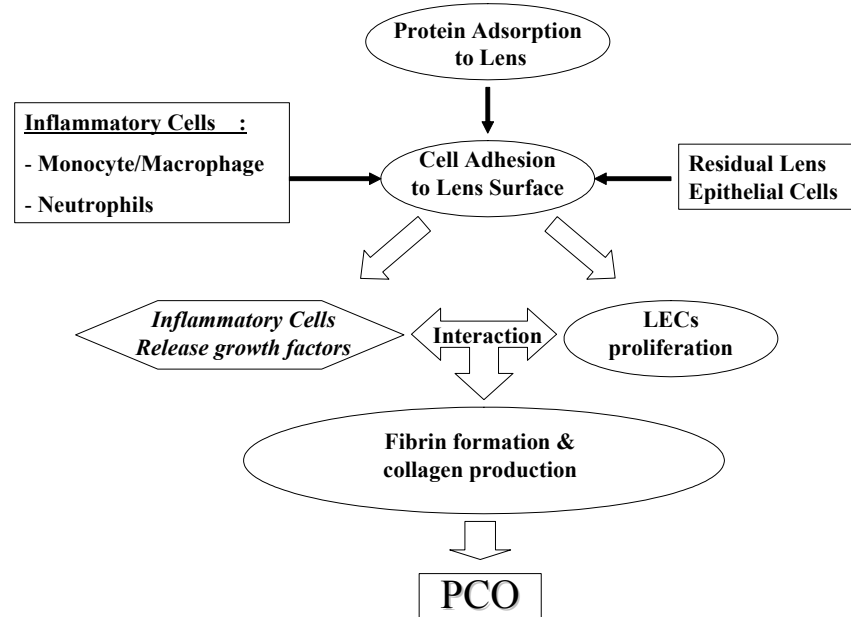 Protein Adsorption
to Lens
Inflammatory Cells :
- Monocyte/Macrophage
- Neutrophils
Cell Adhesion
to Lens Surface
Residual Lens
Epithelial Cells
Inflammatory Cells
Release growth factors
Interaction
LECs
proliferation
Fibrin formation &
collagen production
PCO